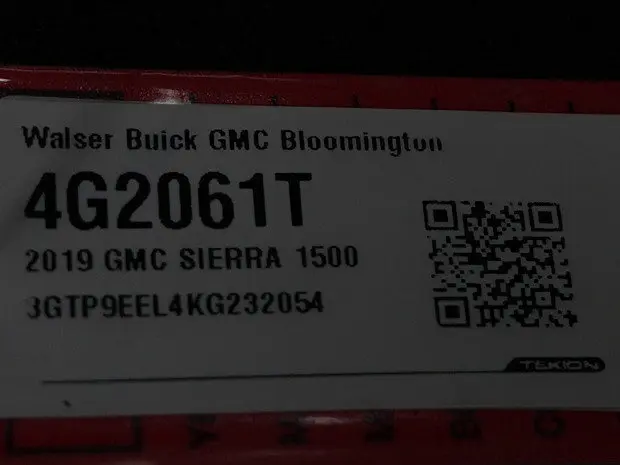 Walser Buick GMC Bloomington
4G2061T
2019 GMC SIERRA 1500
3GTP9EEL4KG232054
TEKION